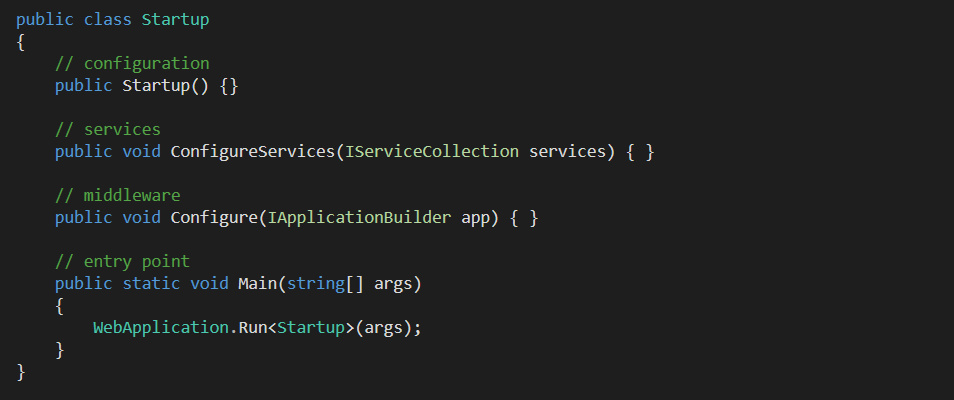 public class Startup
{
    // configuration
    public Startup() {}

    // services
    public void ConfigureServices(IServiceCollection services) { }

    // middleware
    public void Configure(IApplicationBuilder app) { }

    // entry point
    public static void Main(string[] args)
    {
        WebApplication.Run<Startup>(args);
    }
}